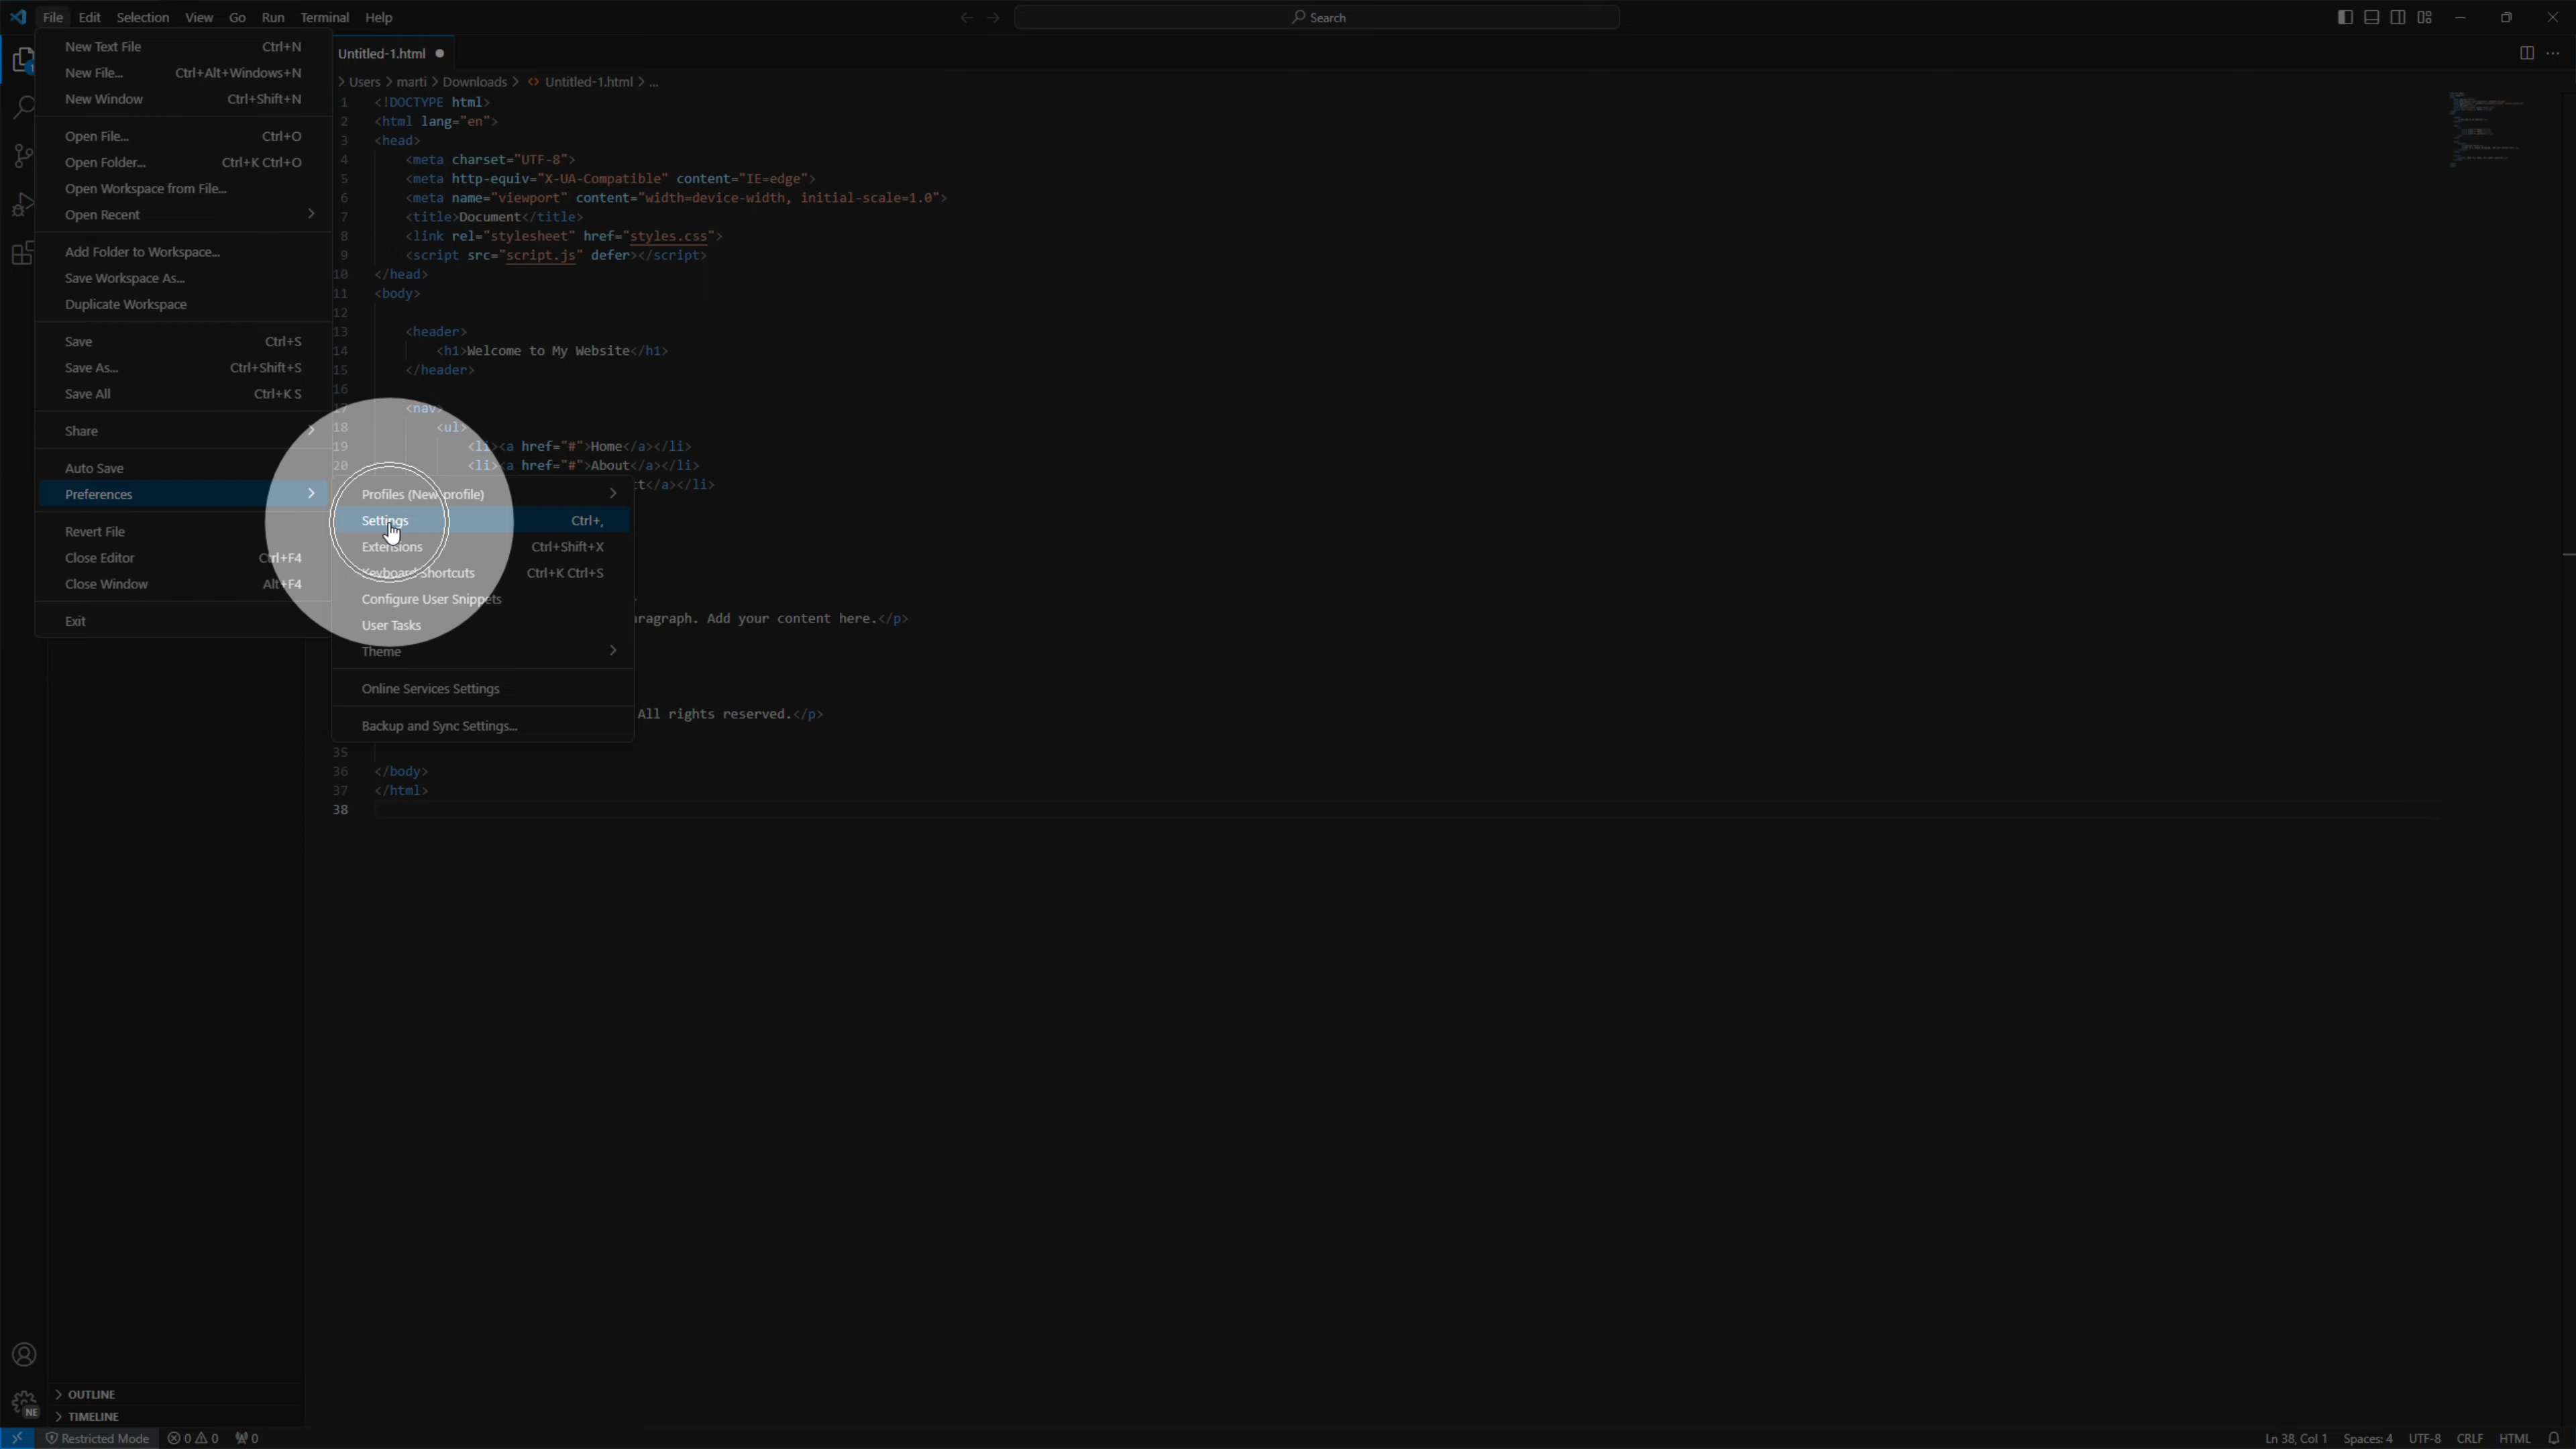 File Edit Selection View Go Run Terminal Help
Search
New Text File Ctrl+N
New File... Ctrl+Alt+Windows+N
New Window Ctrl+Shift+N
Open File... Ctrl+O
Open Folder... Ctrl+K Ctrl+O
Open Workspace from File...
Open Recent
Add Folder to Workspace...
Save Workspace As...
Duplicate Workspace
Save Ctrl+S
Save As... Ctrl+Shift+S
Save All Ctrl+K S
Share
Auto Save
Preferences
Revert File
Close Editor Ctrl+F4
Close Window Alt+F4
Exit
Profiles (New profile)
Settings Ctrl+,
Extensions Ctrl+Shift+X
Keyboard Shortcuts Ctrl+K Ctrl+S
Configure User Snippets
User Tasks
Theme
Online Services Settings
Backup and Sync Settings...
Untitled-1.html
> Users > marti > Downloads > <> Untitled-1.html > ...
1 <!DOCTYPE html>
2 <html lang="en">
3 <head>
4 <meta charset="UTF-8">
5 <meta http-equiv="X-UA-Compatible" content="IE=edge">
6 <meta name="viewport" content="width=device-width, initial-scale=1.0">
7 <title>Document</title>
8 <link rel="stylesheet" href="styles.css">
9 <script src="script.js" defer></script>
10 </head>
11 <body>
12
13 <header>
14 <h1>Welcome to My Website</h1>
15 </header>
16
17 <nav>
18 <ul>
19 <li><a href="#">Home</a></li>
20 <li><a href="#">About</a></li>
t</a></li>
ragraph. Add your content here.</p>
All rights reserved.</p>
35
36 </body>
37 </html>
38
OUTLINE
TIMELINE
NE
Restricted Mode 0 0 0
Ln 38, Col 1 Spaces: 4 UTF-8 CRLF HTML